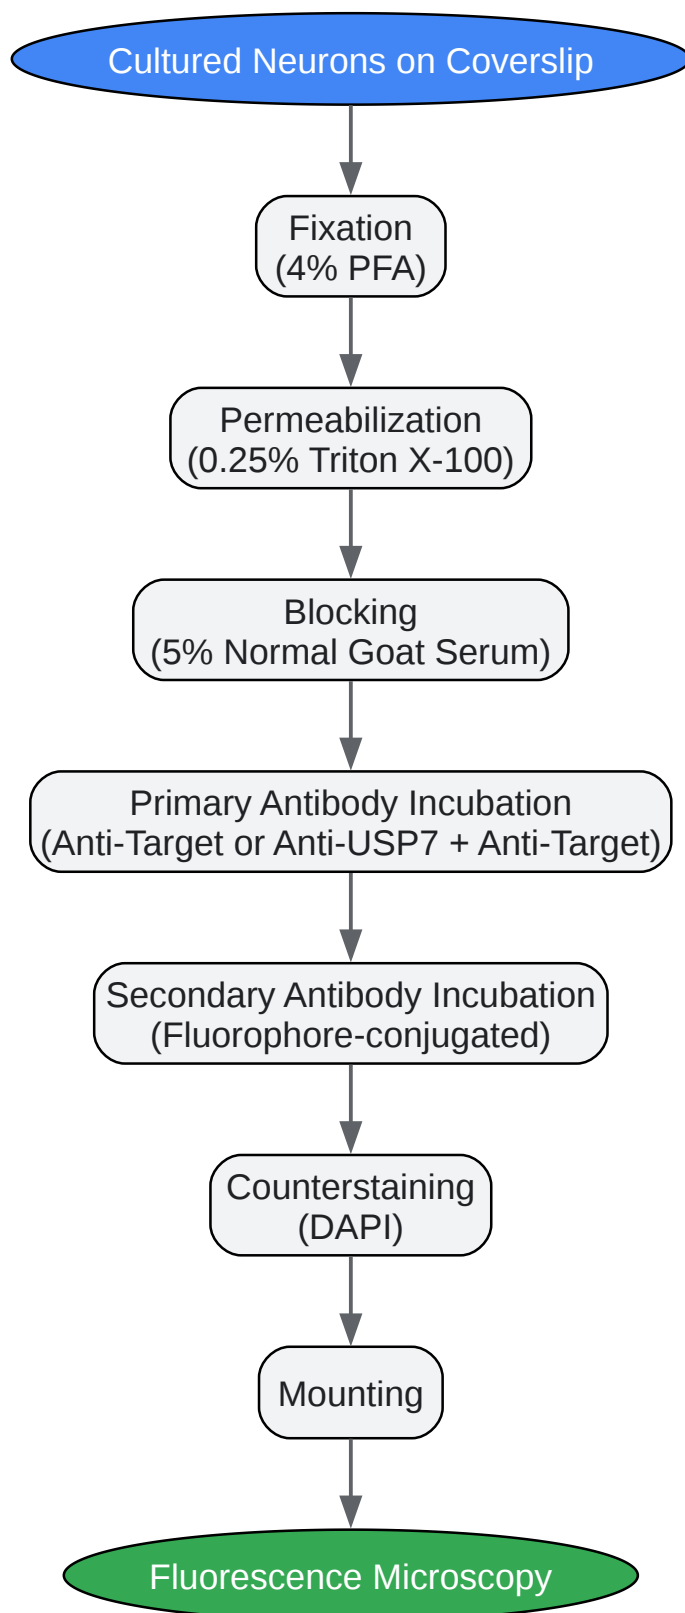 Cultured Neurons on Coverslip
Fixation
(4% PFA)
Permeabilization
(0.25% Triton X-100)
Blocking
(5% Normal Goat Serum)
Primary Antibody Incubation
(Anti-Target or Anti-USP7 + Anti-Target)
Secondary Antibody Incubation
(Fluorophore-conjugated)
Counterstaining
(DAPI)
Mounting
Fluorescence Microscopy